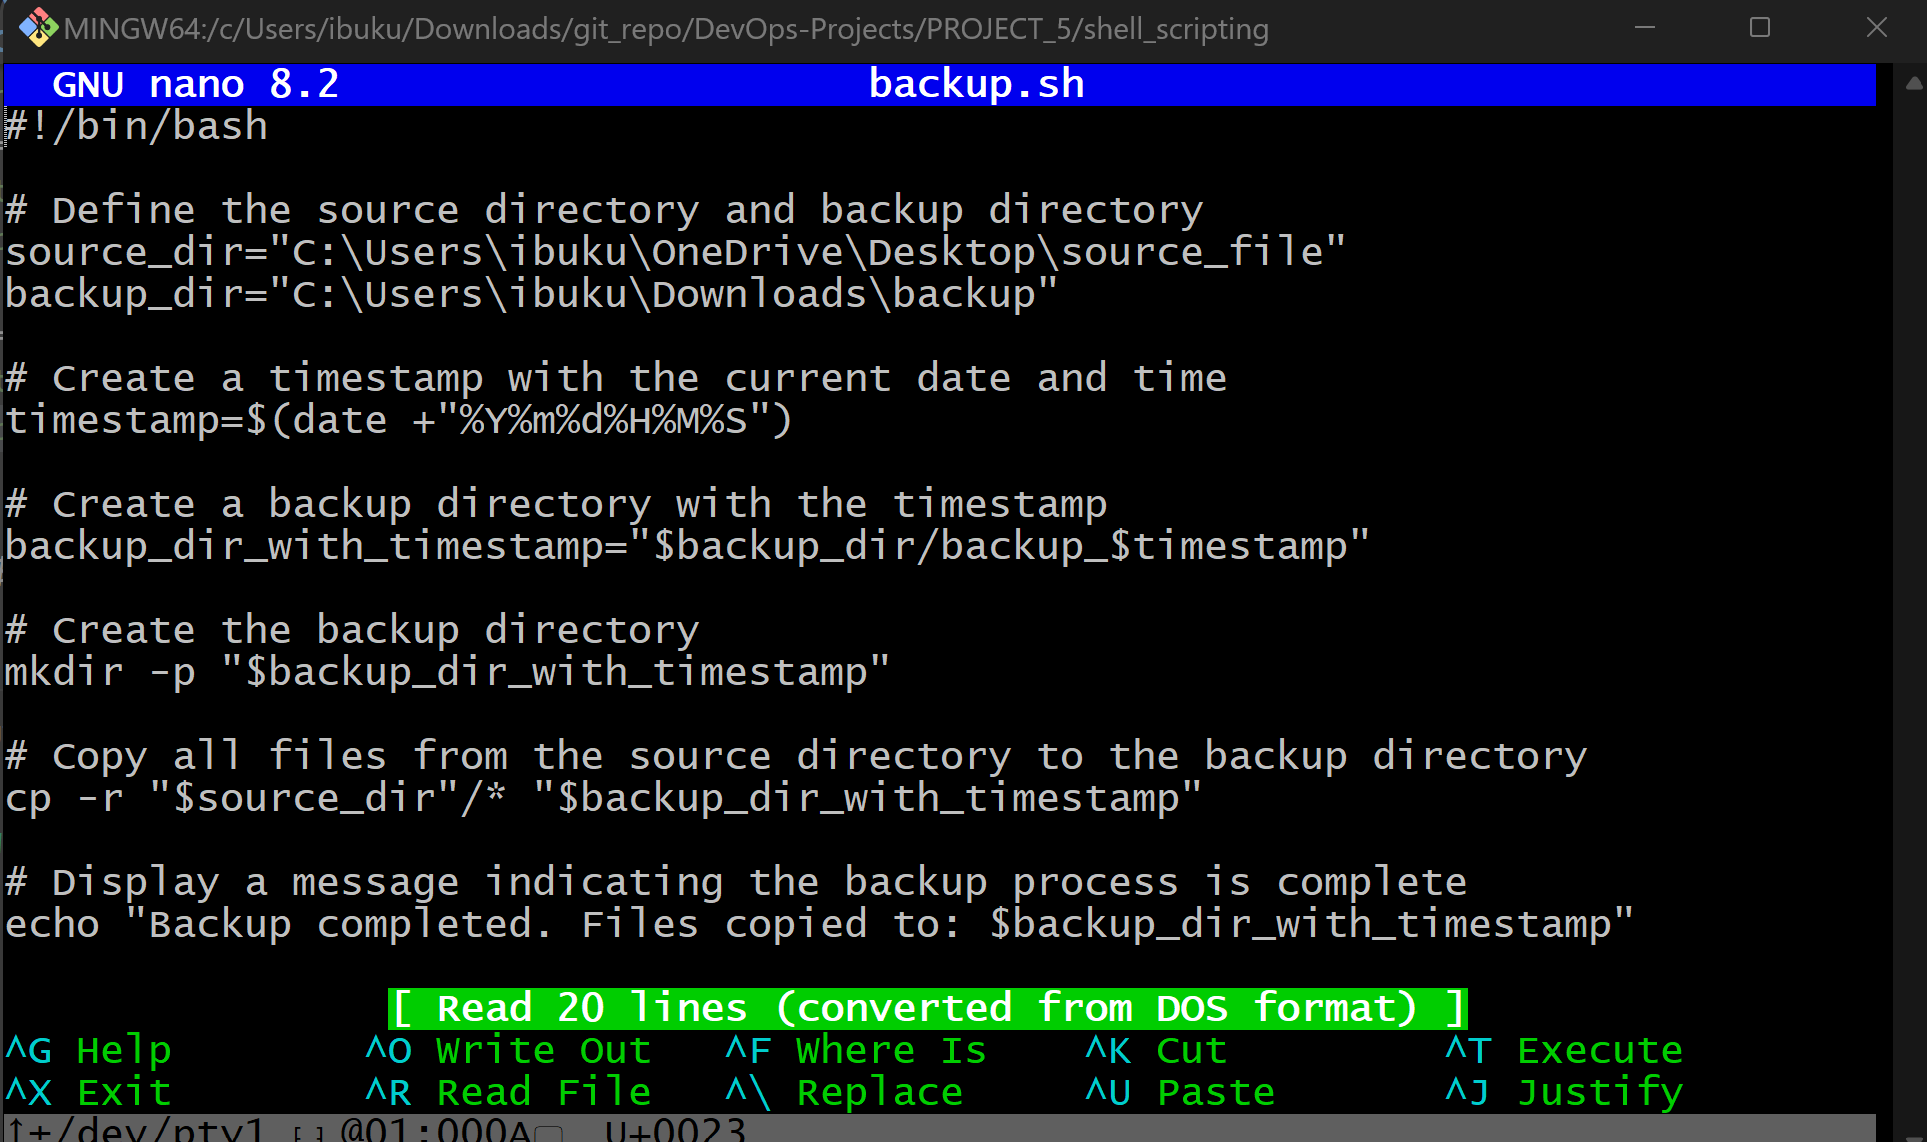 MINGW64:/c/Users/ibuku/Downloads/git_repo/DevOps-Projects/PROJECT_5/shell_scripting
GNU nano 8.2 backup.sh
#!/bin/bash
# Define the source directory and backup directory
source_dir="C:\Users\ibuku\OneDrive\Desktop\source_file"
backup_dir="C:\Users\ibuku\Downloads\backup"
# Create a timestamp with the current date and time
timestamp=$(date +"%Y%m%d%H%M%S")
# Create a backup directory with the timestamp
backup_dir_with_timestamp="$backup_dir/backup_$timestamp"
# Create the backup directory
mkdir -p "$backup_dir_with_timestamp"
# Copy all files from the source directory to the backup directory
cp -r "$source_dir"/* "$backup_dir_with_timestamp"
# Display a message indicating the backup process is complete
echo "Backup completed. Files copied to: $backup_dir_with_timestamp"
[ Read 20 lines (converted from DOS format) ]
^G Help ^O Write Out ^F Where Is ^K Cut ^T Execute
^X Exit ^R Read File ^\ Replace ^U Paste ^J Justify
/dev/pty1 @01:000A U+0023